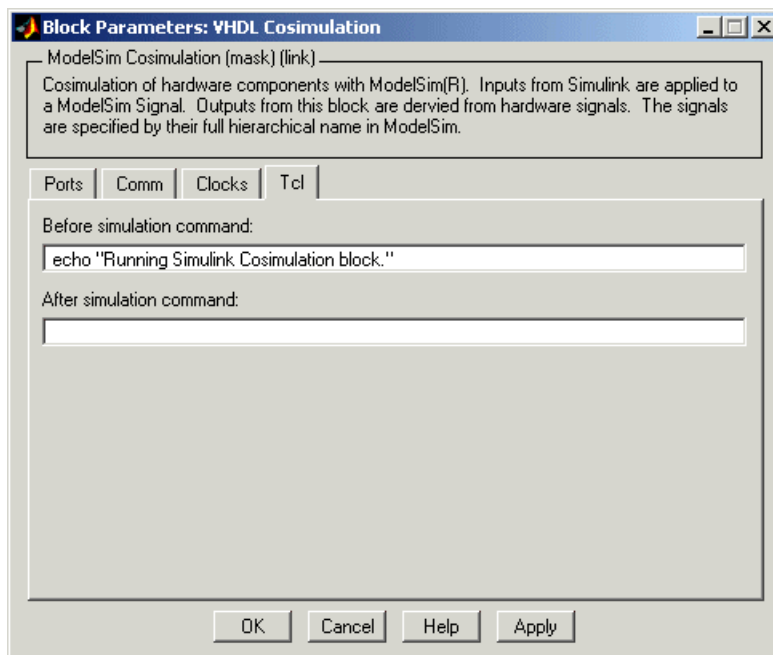 Block Parameters: VHDL Cosimulation
ModelSim Cosimulation (mask) (link)
Cosimulation of hardware components with ModelSim(R).  Inputs from Simulink are applied to
a ModelSim Signal.  Outputs from this block are dervied from hardware signals.  The signals
are specified by their full hierarchical name in ModelSim.
Ports Comm Clocks Tcl
Before simulation command:
echo "Running Simulink Cosimulation block."
After simulation command:
OK Cancel Help Apply